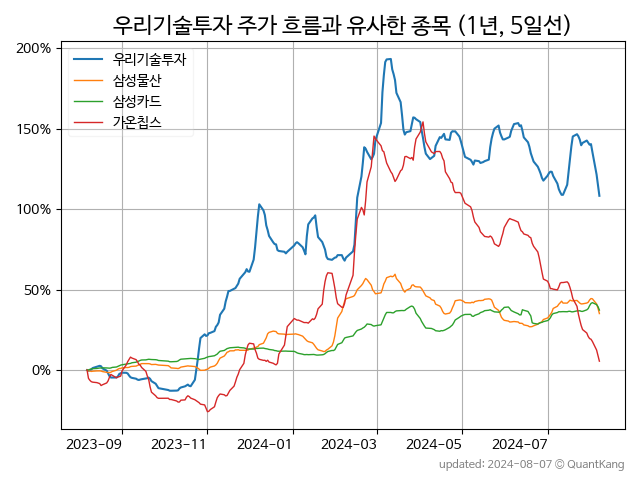 우리기술투자 주가 흐름과 유사한 종목 (1년, 5일선)
200%
150%
100%
50%
0%
우리기술투자
삼성물산
삼성카드
가온칩스
2023-09 2023-11 2024-01 2024-03 2024-05 2024-07
updated: 2024-08-07 © QuantKang